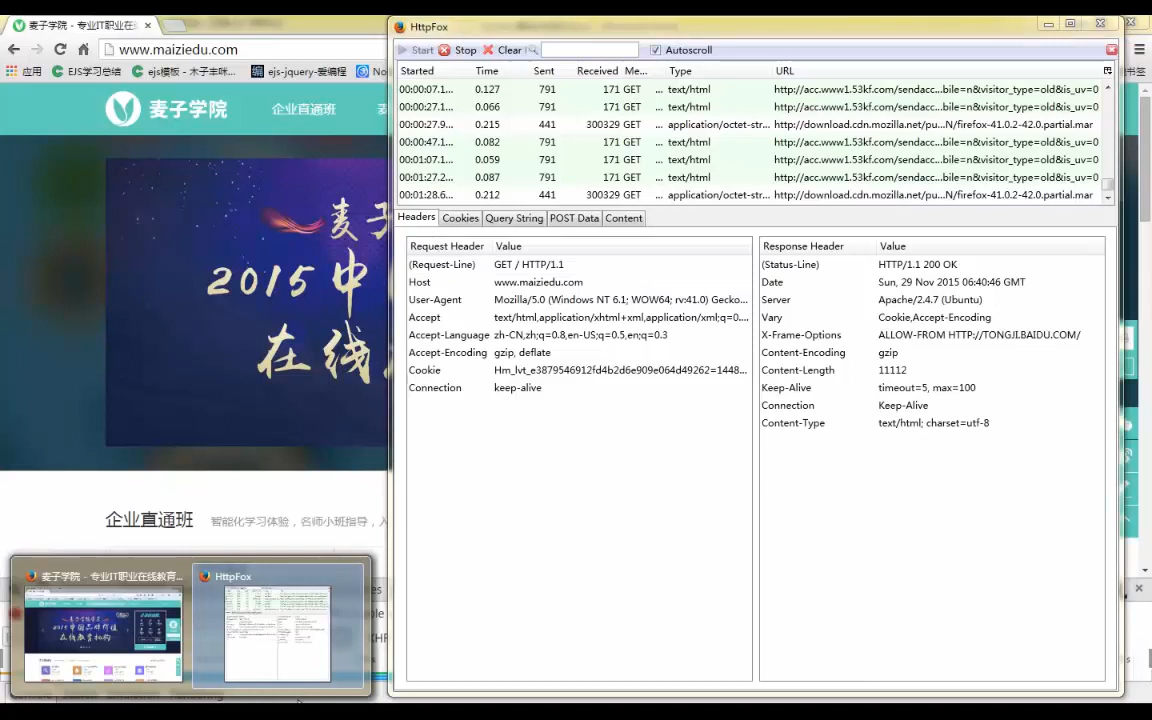 麦子学院 - 专业IT职业在
www.maiziedu.com
应用 EJS学习总结 ejs模板 - 木子丰咪... ejs-jquery-爱编程 No
书签
麦子学院 企业直通班
麦
2015中
在线
企业直通班 智能化学习体验，名师小班指导，入
麦子学院 - 专业IT职业在线教育...
HttpFox
HttpFox
Start Stop Clear Autoscroll
Started Time Sent Received Me... Type URL
00:00:07.1... 0.127 791 171 GET ... text/html http://acc.www1.53kf.com/sendacc...bile=n&visitor_type=old&is_uv=0
00:00:27.1... 0.066 791 171 GET ... text/html http://acc.www1.53kf.com/sendacc...bile=n&visitor_type=old&is_uv=0
00:00:27.9... 0.215 441 300329 GET ... application/octet-str... http://download.cdn.mozilla.net/pu...N/firefox-41.0.2-42.0.partial.mar
00:00:47.1... 0.082 791 171 GET ... text/html http://acc.www1.53kf.com/sendacc...bile=n&visitor_type=old&is_uv=0
00:01:07.1... 0.059 791 171 GET ... text/html http://acc.www1.53kf.com/sendacc...bile=n&visitor_type=old&is_uv=0
00:01:27.2... 0.087 791 171 GET ... text/html http://acc.www1.53kf.com/sendacc...bile=n&visitor_type=old&is_uv=0
00:01:28.6... 0.212 441 300329 GET ... application/octet-str... http://download.cdn.mozilla.net/pu...N/firefox-41.0.2-42.0.partial.mar
Headers Cookies Query String POST Data Content
Request Header Value
(Request-Line) GET / HTTP/1.1
Host www.maiziedu.com
User-Agent Mozilla/5.0 (Windows NT 6.1; WOW64; rv:41.0) Gecko...
Accept text/html,application/xhtml+xml,application/xml;q=0....
Accept-Language zh-CN,zh;q=0.8,en-US;q=0.5,en;q=0.3
Accept-Encoding gzip, deflate
Cookie Hm_lvt_e3879546912fd4b2d6e909e064d49262=1448...
Connection keep-alive
Response Header Value
(Status-Line) HTTP/1.1 200 OK
Date Sun, 29 Nov 2015 06:40:46 GMT
Server Apache/2.4.7 (Ubuntu)
Vary Cookie,Accept-Encoding
X-Frame-Options ALLOW-FROM HTTP://TONGJI.BAIDU.COM/
Content-Encoding gzip
Content-Length 11112
Keep-Alive timeout=5, max=100
Connection Keep-Alive
Content-Type text/html; charset=utf-8